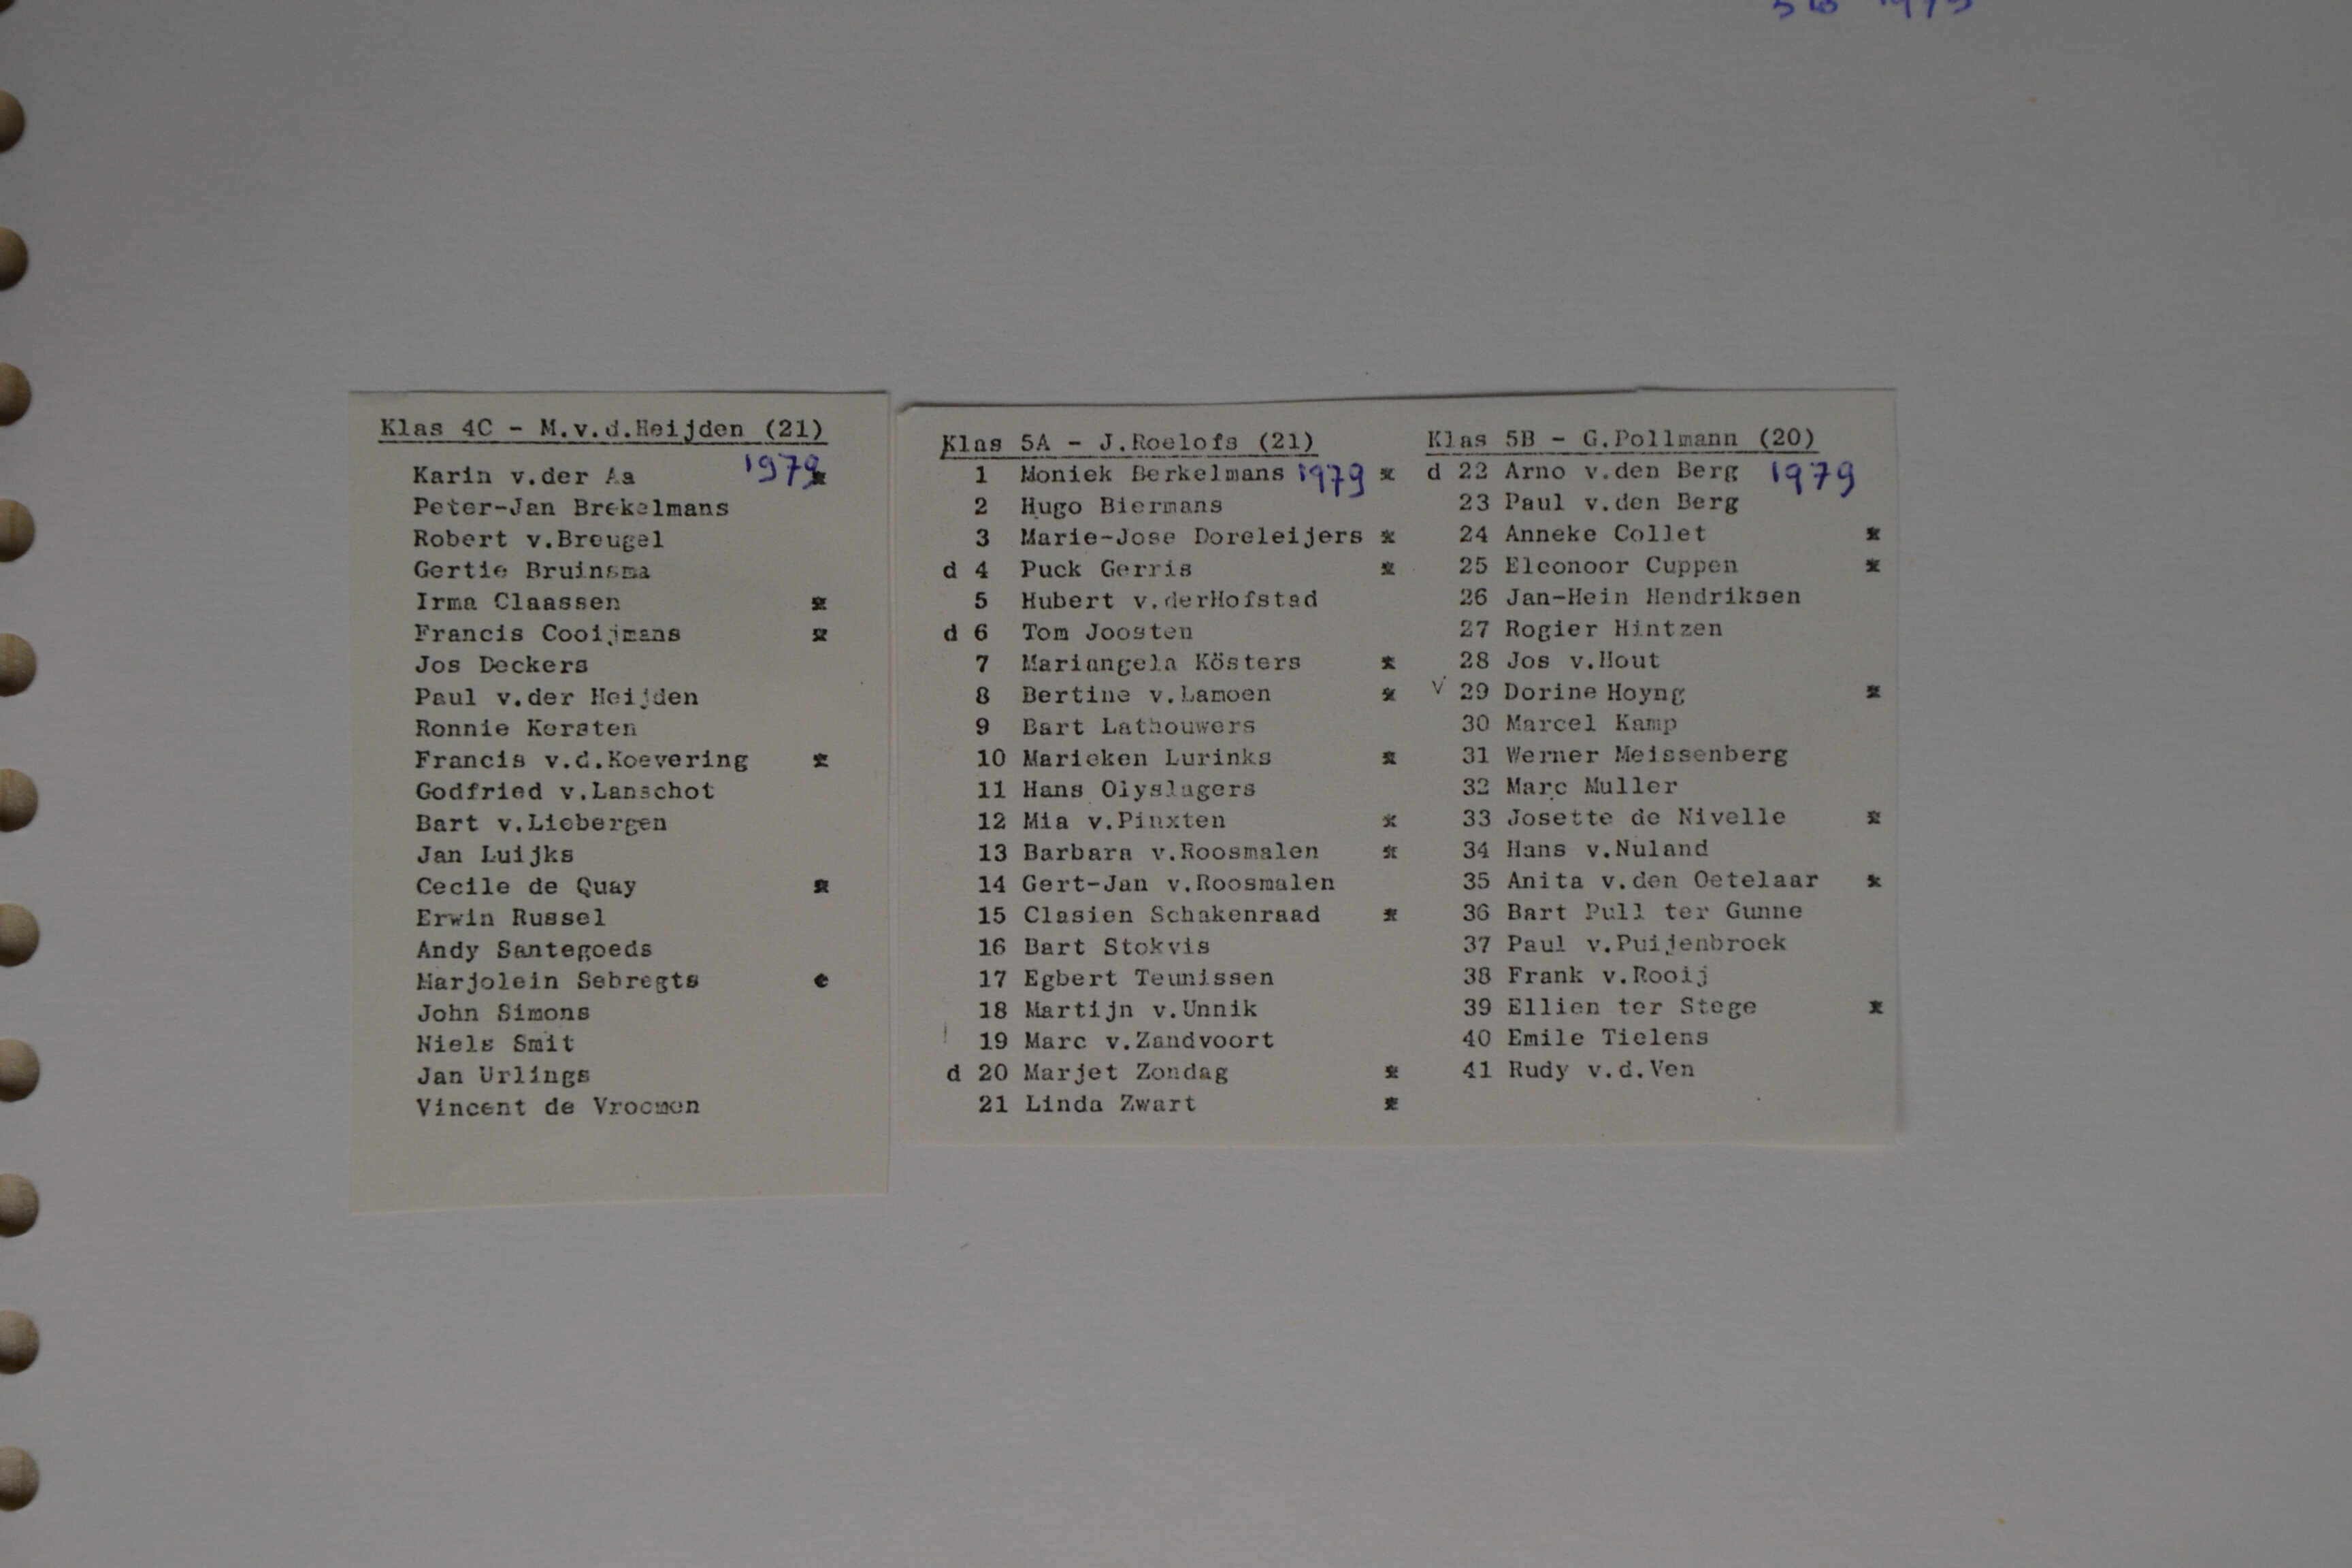 Klas 4C - M.v.d.Heijden (21)
1979
Karin v.der Aa *
Peter-Jan Brekelmans
Robert v.Breugel
Gertie Bruinsma
Irma Claassen *
Francis Cooijmans *
Jos Deckers
Paul v.der Heijden
Ronnie Kersten
Francis v.d.Koevering *
Godfried v.Lanschot
Bart v.Liebergen
Jan Luijks
Cecile de Quay *
Erwin Russel
Andy Santegoeds
Marjolein Sebregts
John Simons
Niels Smit
Jan Urlings
Vincent de Vroomen
Klas 5A - J.Roelofs (21)
1 Moniek Berkelmans 1979 *
2 Hugo Biermans
3 Marie-Jose Doreleijers *
d 4 Puck Gerris *
5 Hubert v.derHofstad
d 6 Tom Joosten
7 Mariangela Kösters *
8 Bertine v.Lamoen *
9 Bart Lathouwers
10 Marieken Lurinks *
11 Hans Olyslagers
12 Mia v.Pinxten *
13 Barbara v.Roosmalen *
14 Gert-Jan v.Roosmalen
15 Clasien Schakenraad *
16 Bart Stokvis
17 Egbert Teunissen
18 Martijn v.Unnik
19 Marc v.Zandvoort
d 20 Marjet Zondag *
21 Linda Zwart *
Klas 5B - G.Pollmann (20)
d 22 Arno v.den Berg 1979
23 Paul v.den Berg
24 Anneke Collet *
25 Eleonoor Cuppen *
26 Jan-Hein Hendriksen
27 Rogier Hintzen
28 Jos v.Hout
v 29 Dorine Hoyng *
30 Marcel Kamp
31 Werner Meissenberg
32 Marc Muller
33 Josette de Nivelle *
34 Hans v.Nuland
35 Anita v.den Oetelaar *
36 Bart Pull ter Gunne
37 Paul v.Puijenbroek
38 Frank v.Rooij
39 Ellien ter Stege *
40 Emile Tielens
41 Rudy v.d.Ven